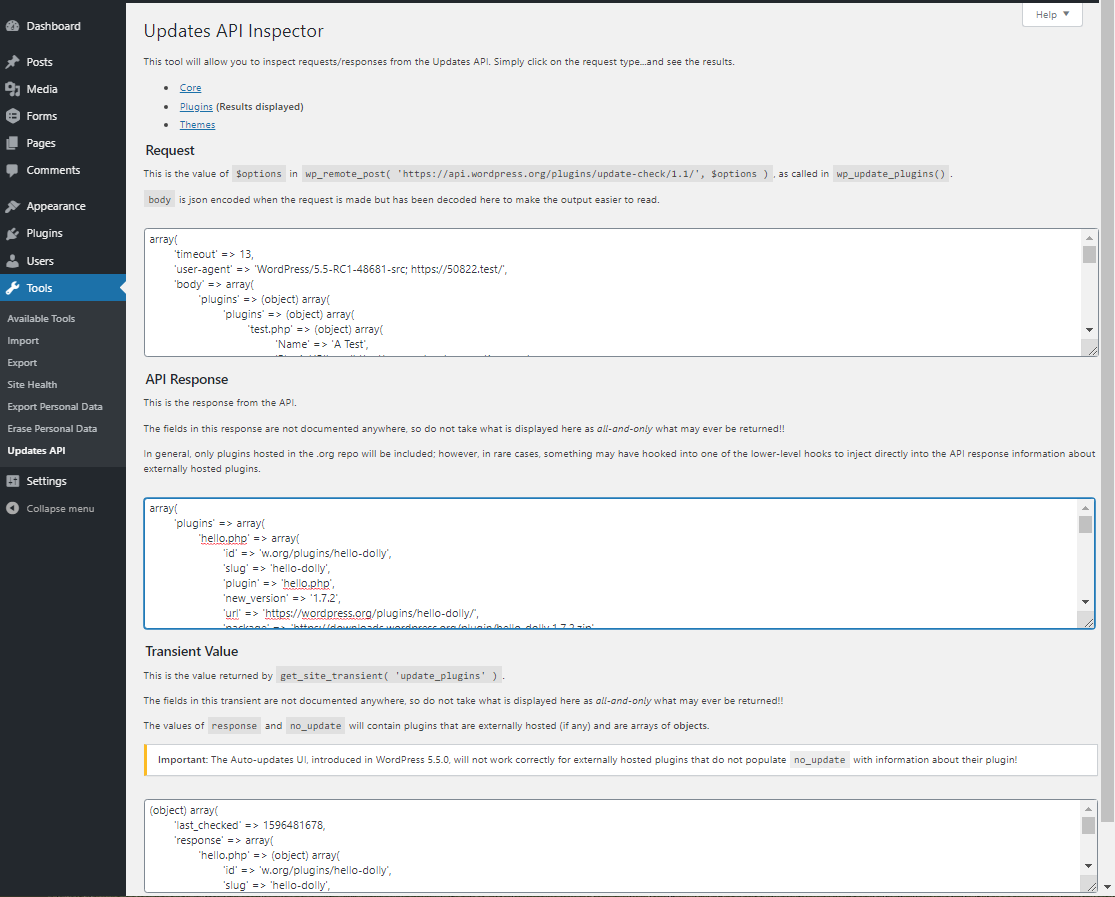 Dashboard
Posts
Media
Forms
Pages
Comments
Appearance
Plugins
Users
Tools
Available Tools
Import
Export
Site Health
Export Personal Data
Erase Personal Data
Updates API
Settings
Collapse menu
Help
Updates API Inspector
This tool will allow you to inspect requests/responses from the Updates API. Simply click on the request type...and see the results.
Core
Plugins (Results displayed)
Themes
Request
This is the value of $options in wp_remote_post( 'https://api.wordpress.org/plugins/update-check/1.1/', $options ) , as called in wp_update_plugins() .
body is json encoded when the request is made but has been decoded here to make the output easier to read.
array(
'timeout' => 13,
'user-agent' => 'WordPress/5.5-RC1-48681-src; https://50822.test/',
'body' => array(
'plugins' => (object) array(
'plugins' => (object) array(
'test.php' => (object) array(
'Name' => 'A Test',
API Response
This is the response from the API.
The fields in this response are not documented anywhere, so do not take what is displayed here as all-and-only what may ever be returned!!
In general, only plugins hosted in the .org repo will be included; however, in rare cases, something may have hooked into one of the lower-level hooks to inject directly into the API response information about
externally hosted plugins.
array(
'plugins' => array(
'hello.php' => array(
'id' => 'w.org/plugins/hello-dolly',
'slug' => 'hello-dolly',
'plugin' => 'hello.php',
'new_version' => '1.7.2',
'url' => 'https://wordpress.org/plugins/hello-dolly/',
'package' => 'https://downloads.wordpress.org/plugin/hello-dolly.1.7.2.zip',
Transient Value
This is the value returned by get_site_transient( 'update_plugins' ) .
The fields in this transient are not documented anywhere, so do not take what is displayed here as all-and-only what may ever be returned!!
The values of response and no_update will contain plugins that are externally hosted (if any) and are arrays of objects.
Important: The Auto-updates UI, introduced in WordPress 5.5.0, will not work correctly for externally hosted plugins that do not populate no_update with information about their plugin!
(object) array(
'last_checked' => 1596481678,
'response' => array(
'hello.php' => (object) array(
'id' => 'w.org/plugins/hello-dolly',
'slug' => 'hello-dolly',